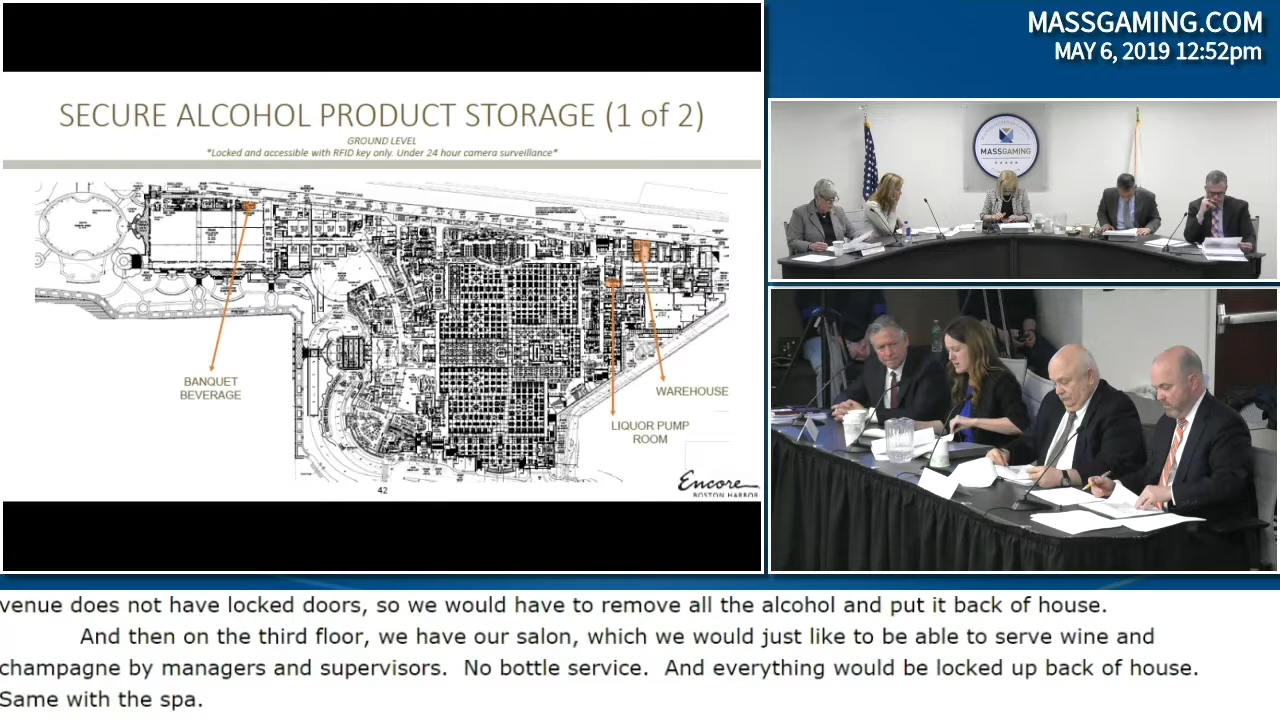 MASSGAMING.COM
MAY 6, 2019 12:52pm
SECURE ALCOHOL PRODUCT STORAGE (1 of 2)
GROUND LEVEL
*Locked and accessible with RFID key only. Under 24 hour camera surveillance*
BANQUET
BEVERAGE
WAREHOUSE
LIQUOR PUMP
ROOM
42
Encore
BOSTON HARBOR
MASSGAMING
venue does not have locked doors, so we would have to remove all the alcohol and put it back of house.
And then on the third floor, we have our salon, which we would just like to be able to serve wine and
champagne by managers and supervisors. No bottle service. And everything would be locked up back of house.
Same with the spa.